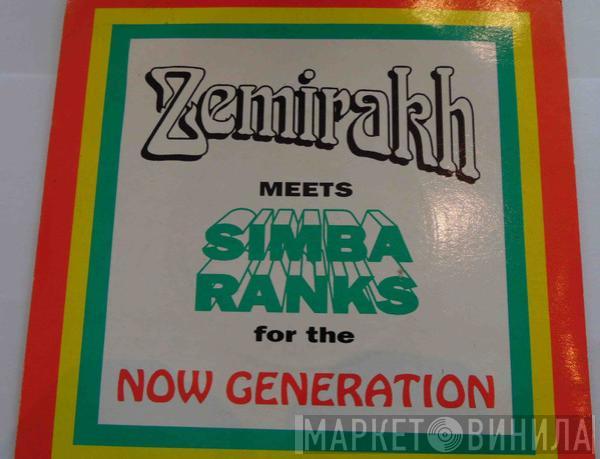 Zemirakh
MEETS
SIMBA
RANKS
for the
NOW GENERATION
МАРКЕТ ВИНИЛА